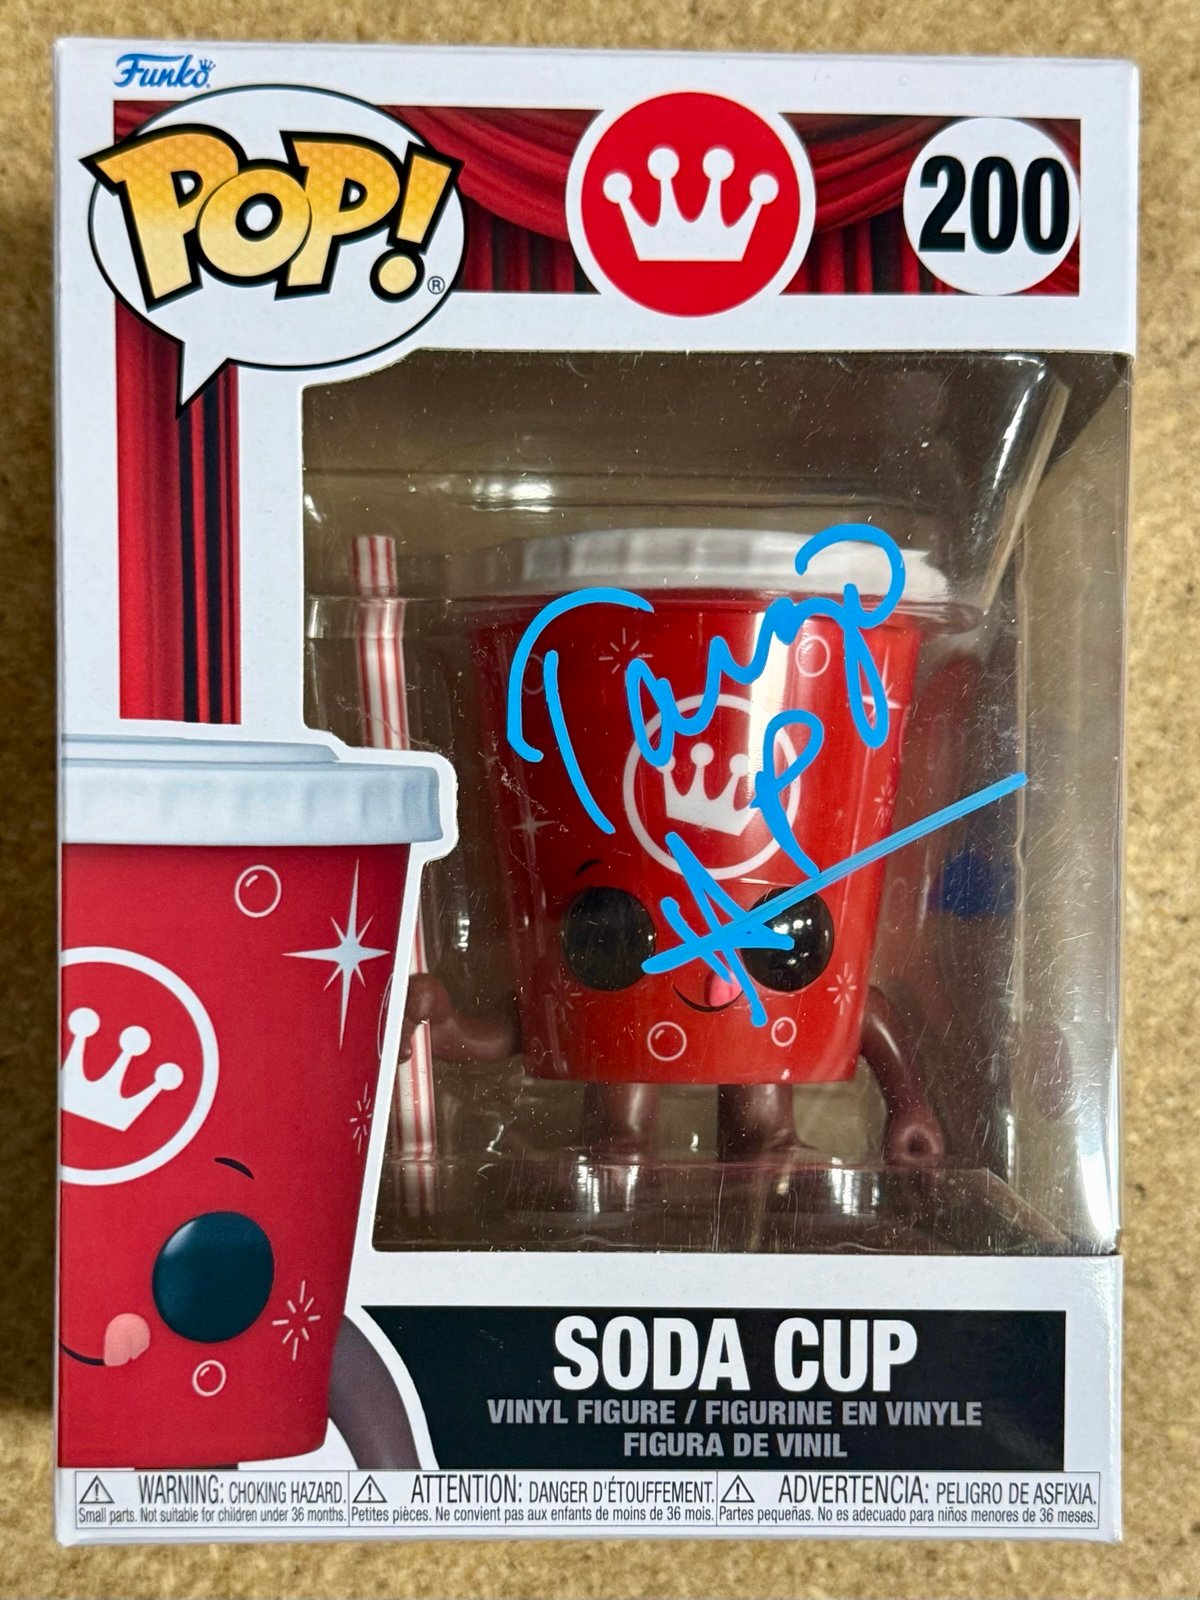 Funko
POP!®
200
SODA CUP
VINYL FIGURE / FIGURINE EN VINYLE
FIGURA DE VINIL
WARNING: CHOKING HAZARD.
Small parts. Not suitable for children under 36 months.
ATTENTION: DANGER D'ÉTOUFFEMENT.
Petites pièces. Ne convient pas aux enfants de moins de 36 mois.
ADVERTENCIA: PELIGRO DE ASFIXIA.
Partes pequeñas. No es adecuado para niños menores de 36 meses.